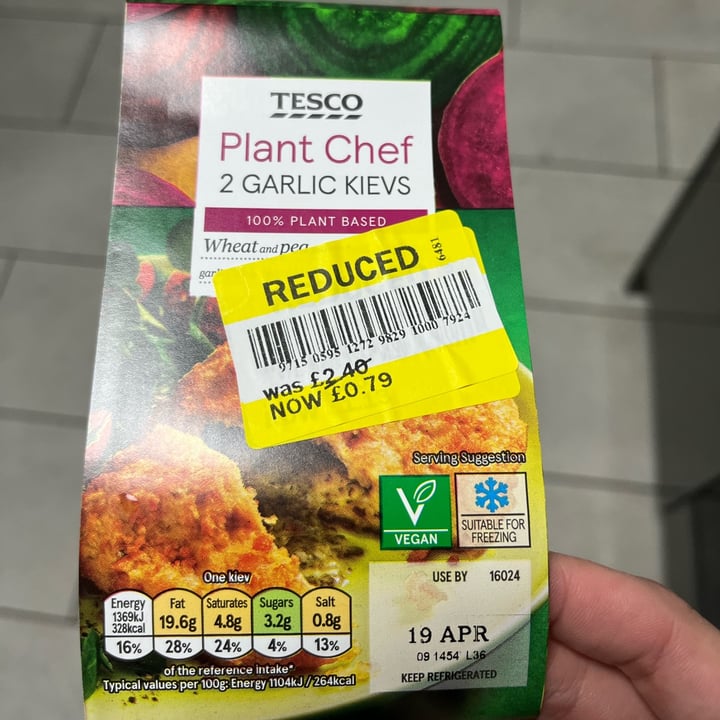 TESCO
Plant Chef
2 GARLIC KIEVS
100% PLANT BASED
Wheat and pea
REDUCED
6481
9715 0595 1272 9829 1000 7924
was £2.40
NOW £0.79
Serving Suggestion
VEGAN
SUITABLE FOR
FREEZING
One kiev
Energy Fat Saturates Sugars Salt
1369kJ
328kcal 19.6g 4.8g 3.2g 0.8g
16% 28% 24% 4% 13%
of the reference intake*
Typical values per 100g: Energy 1104kJ / 264kcal
USE BY 16024
19 APR
09 1454 L36
KEEP REFRIGERATED